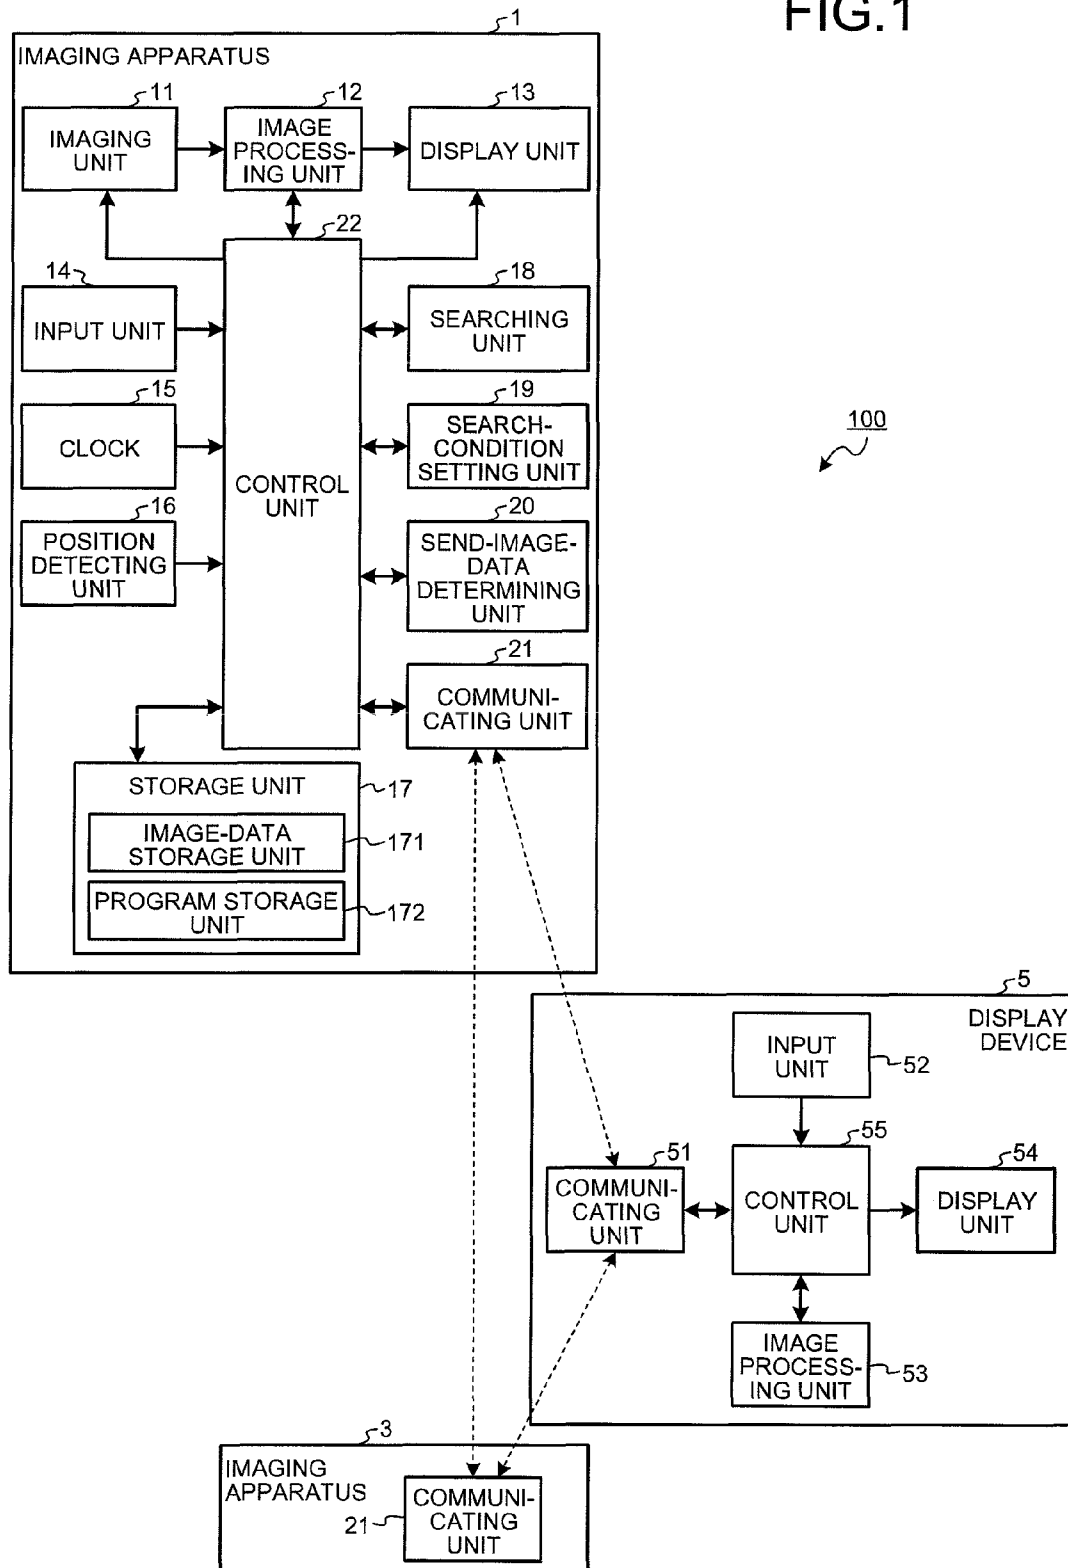 FIG.1
1
IMAGING APPARATUS
11
12
13
IMAGING
UNIT
IMAGE
PROCESS-
ING UNIT
DISPLAY UNIT
22
14
18
INPUT UNIT
SEARCHING
UNIT
15
19
CLOCK
SEARCH-
CONDITION
SETTING UNIT
100
CONTROL
UNIT
16
20
POSITION
DETECTING
UNIT
SEND-IMAGE-
DATA
DETERMINING
UNIT
21
COMMUNI-
CATING UNIT
STORAGE UNIT
17
IMAGE-DATA
STORAGE UNIT
171
PROGRAM STORAGE
UNIT
172
5
DISPLAY
DEVICE
INPUT
UNIT
52
55
51
54
COMMUNI-
CATING
UNIT
CONTROL
UNIT
DISPLAY
UNIT
IMAGE
PROCESS-
ING UNIT
53
3
IMAGING
APPARATUS
COMMUNI-
CATING
UNIT
21